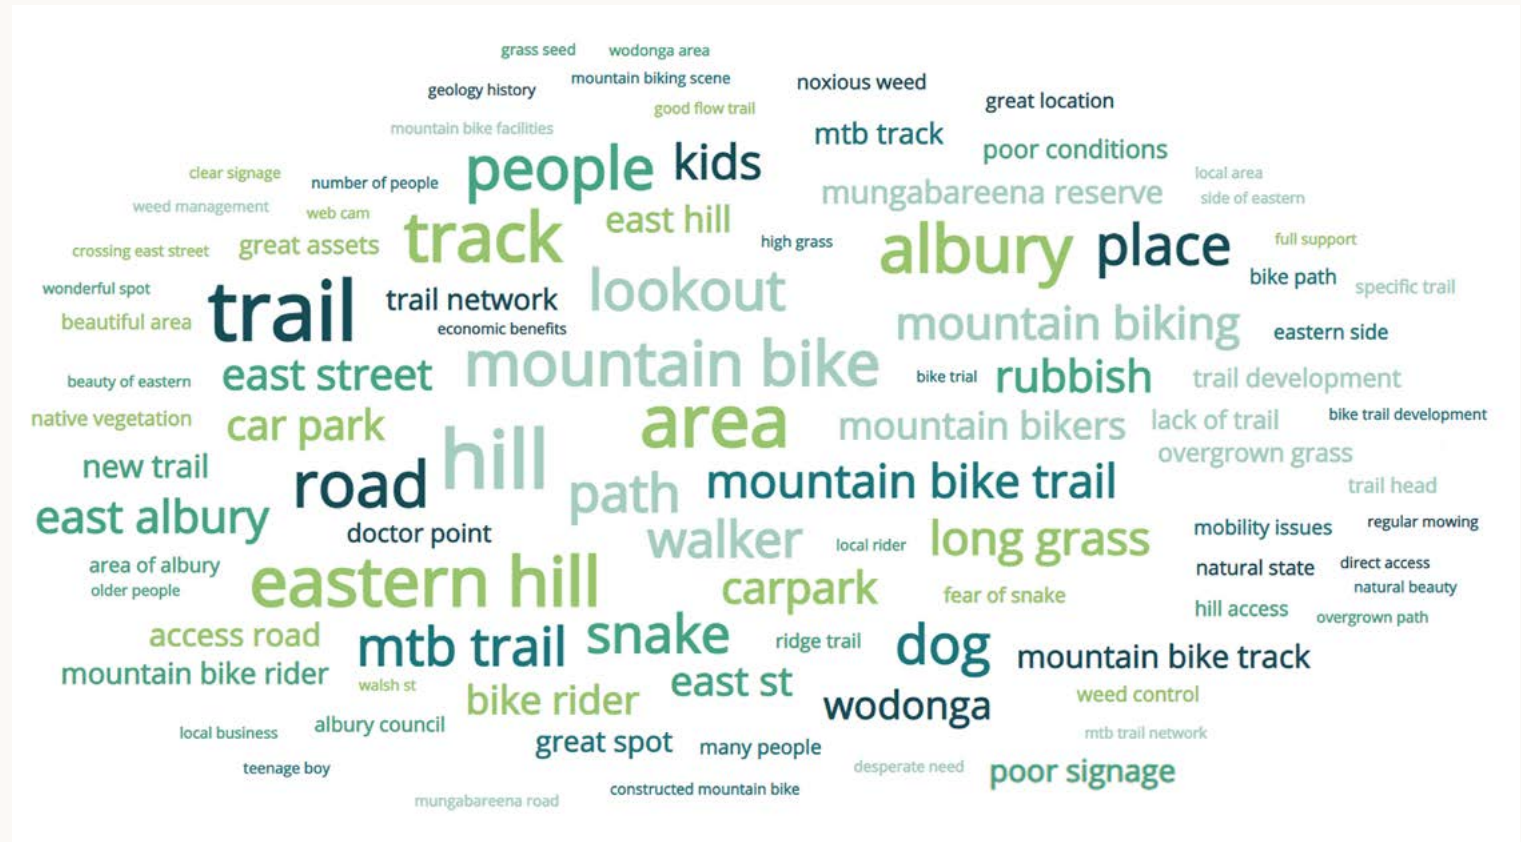 grass seed wodonga area
geology history mountain biking scene noxious weed great location
good flow trail
mountain bike facilities mtb track poor conditions
people kids
clear signage number of people mungabareena reserve local area
weed management web cam east hill side of eastern
crossing east street great assets track high grass albury place full support
wonderful spot trail trail network lookout bike path specific trail
beautiful area economic benefits mountain biking eastern side
beauty of eastern east street mountain bike bike trial rubbish trail development
native vegetation car park area mountain bikers lack of trail bike trail development
new trail hill overgrown grass
road path mountain bike trail trail head
east albury doctor point walker local rider long grass mobility issues regular mowing
area of albury eastern hill carpark fear of snake natural state direct access
older people natural beauty
hill access overgrown path
access road mtb trail snake ridge trail dog mountain bike track
mountain bike rider walsh st bike rider east st wodonga weed control
local business albury council great spot many people mtb trail network
teenage boy desperate need poor signage
mungabareena road constructed mountain bike